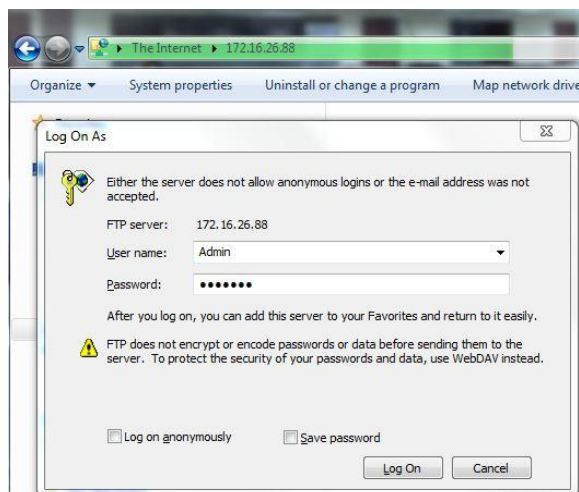 The Internet 172.16.26.88
Organize System properties Uninstall or change a program Map network drive
Log On As
Either the server does not allow anonymous logins or the e-mail address was not
accepted.
FTP server: 172.16.26.88
User name: Admin
Password:
After you log on, you can add this server to your Favorites and return to it easily.
FTP does not encrypt or encode passwords or data before sending them to the
server. To protect the security of your passwords and data, use WebDAV instead.
Log on anonymously Save password
Log On Cancel